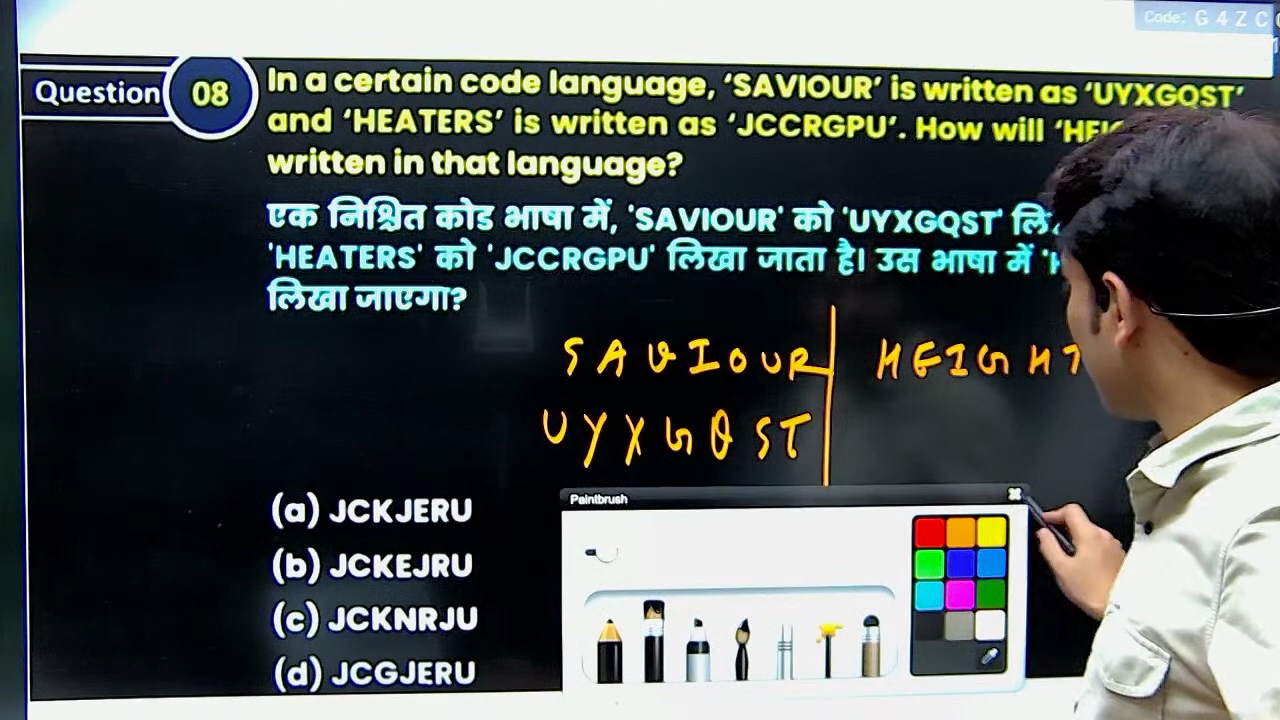 Code: G 4 Z C
Question 08
In a certain code language, ‘SAVIOUR’ is written as ‘UYXGQST’
and ‘HEATERS’ is written as ‘JCCRGPU’. How will
written in that language?
एक निश्चित कोड भाषा में, 'SAVIOUR' को 'UYXGQST'
'HEATERS' को 'JCCRGPU' लिखा जाता है। उस भाषा में
लिखा जाएगा?
SAVIOUR HEIGHT
UYXGQST
(a) JCKJERU
(b) JCKEJRU
(c) JCKNRJU
(d) JCGJERU
Paintbrush